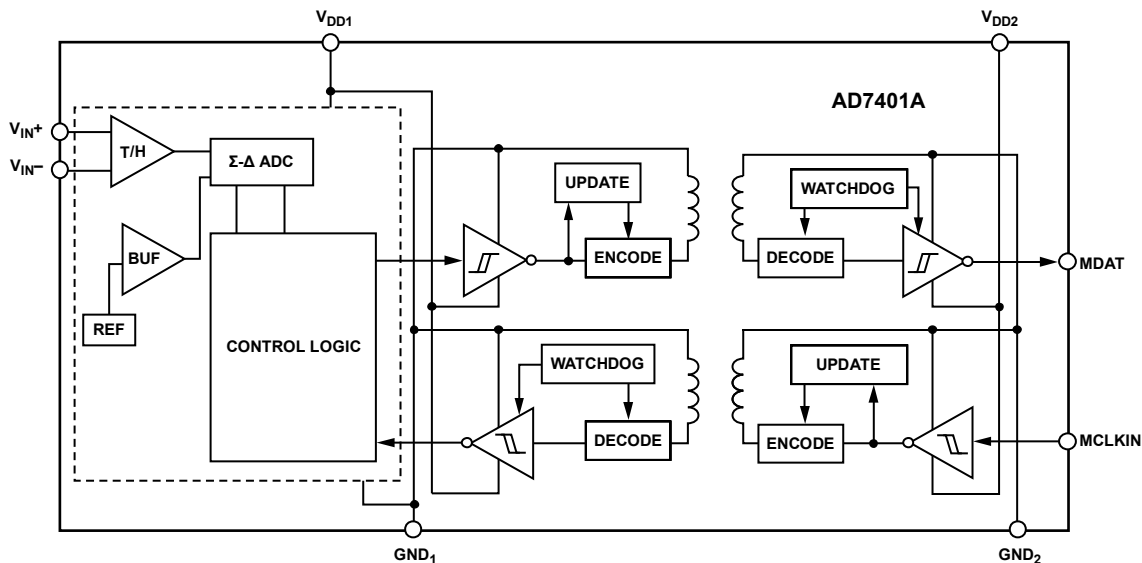 VDD1
VDD2
AD7401A
VIN+
VIN–
T/H
Σ-Δ ADC
BUF
REF
CONTROL LOGIC
UPDATE
ENCODE
WATCHDOG
DECODE
MDAT
WATCHDOG
DECODE
UPDATE
ENCODE
MCLKIN
GND1
GND2